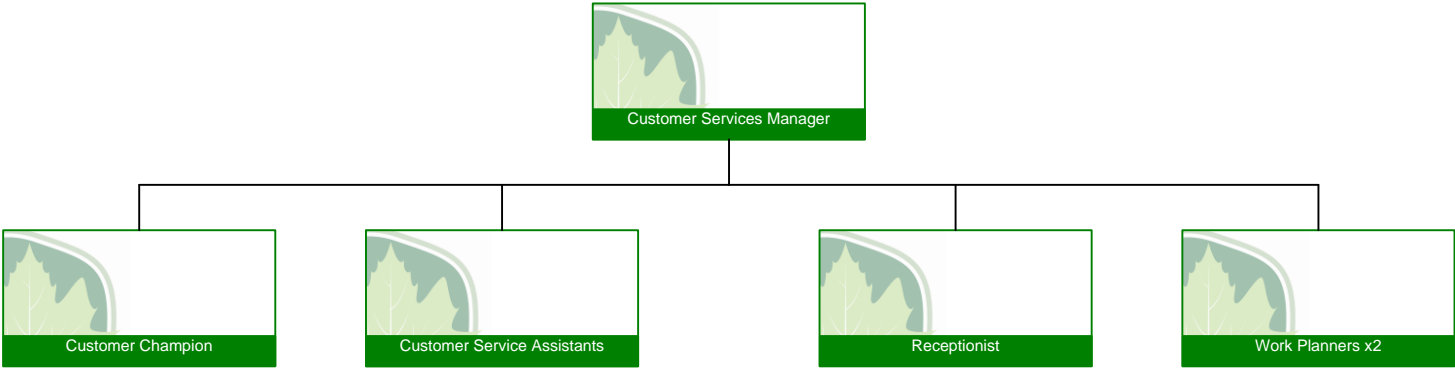 Customer Services Manager
Customer Champion
Customer Service Assistants
Receptionist
Work Planners x2